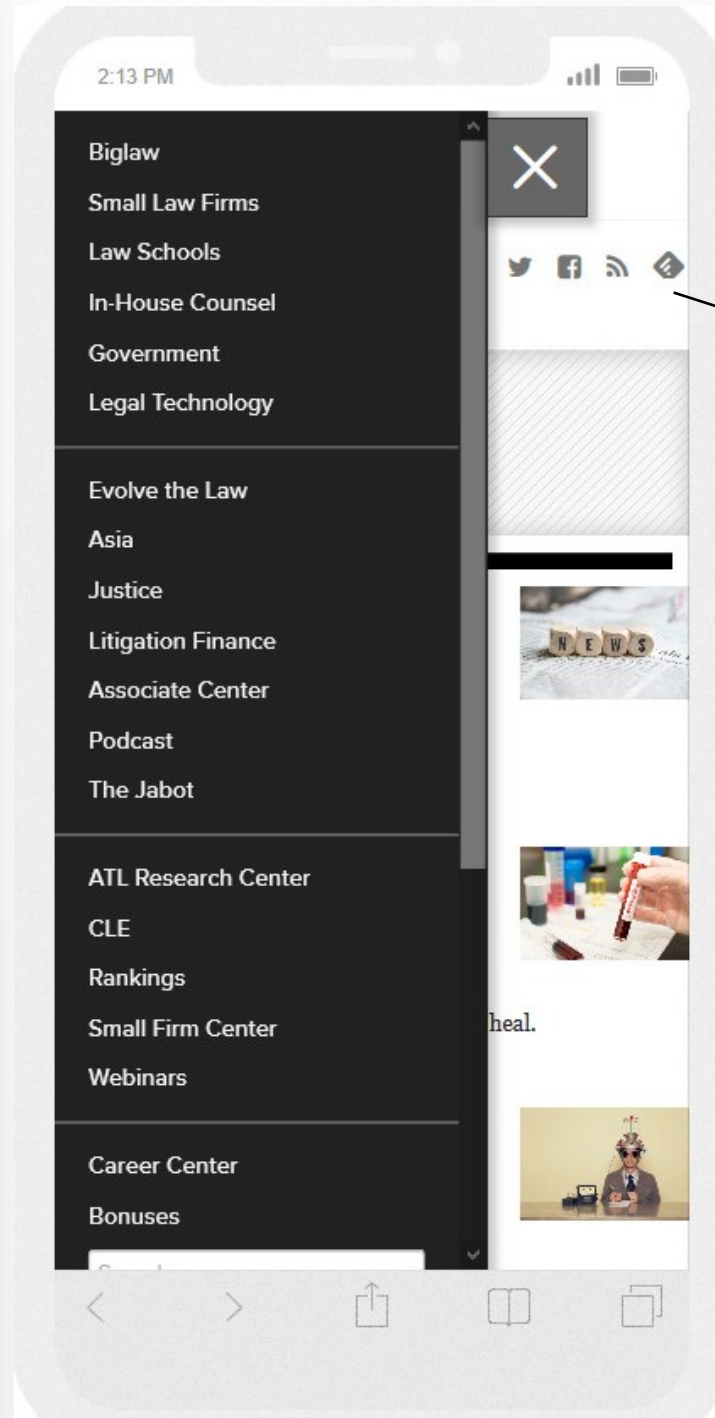 2:13 PM
Biglaw
Small Law Firms
Law Schools
In-House Counsel
Government
Legal Technology
Evolve the Law
Asia
Justice
Litigation Finance
Associate Center
Podcast
The Jabot
NEWS
ATL Research Center
CLE
Rankings
Small Firm Center
heal.
Webinars
Career Center
Bonuses